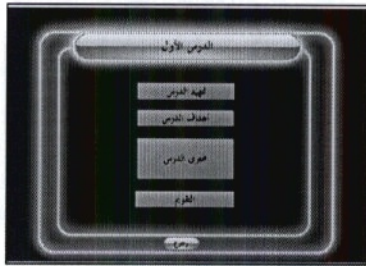 الدرس الأول
تمهيد الدرس
أهداف الدرس
محتوى الدرس
التقويم